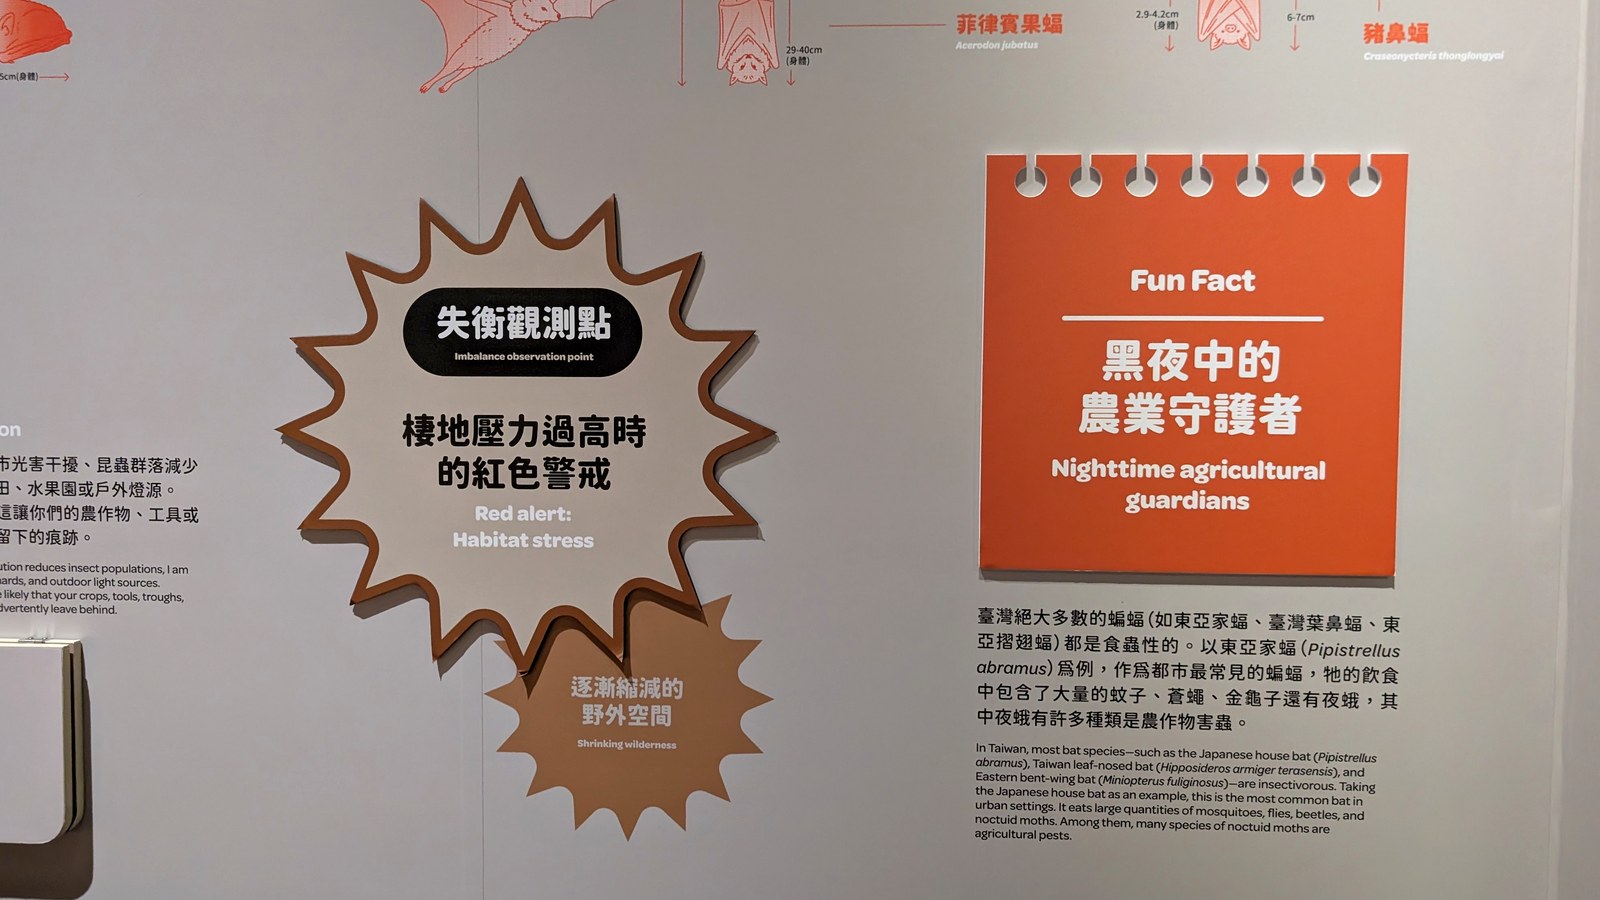 5cm(身體)
29-40cm
(身體)
菲律賓果蝠
Acerodon jubatus
2.9-4.2cm
(身體)
6-7cm
豬鼻蝠
Craseonycteris thonglongyai
on
市光害干擾、昆蟲群落減少
田、水果園或戶外燈源。
這讓你們的農作物、工具或
留下的痕跡。
ution reduces insect populations, I am
hards, and outdoor light sources.
e likely that your crops, tools, troughs,
dvertently leave behind.
失衡觀測點
Imbalance observation point
棲地壓力過高時
的紅色警戒
Red alert:
Habitat stress
逐漸縮減的
野外空間
Shrinking wilderness
Fun Fact
黑夜中的
農業守護者
Nighttime agricultural
guardians
臺灣絕大多數的蝙蝠(如東亞家蝠、臺灣葉鼻蝠、東
亞摺翅蝠)都是食蟲性的。以東亞家蝠(Pipistrellus
abramus)爲例,作爲都市最常見的蝙蝠,牠的飲食
中包含了大量的蚊子、蒼蠅、金龜子還有夜蛾,其
中夜蛾有許多種類是農作物害蟲。
In Taiwan, most bat species—such as the Japanese house bat (Pipistrellus
abramus), Taiwan leaf-nosed bat (Hipposideros armiger terasensis), and
Eastern bent-wing bat (Miniopterus fuliginosus)—are insectivorous. Taking
the Japanese house bat as an example, this is the most common bat in
urban settings. It eats large quantities of mosquitoes, flies, beetles, and
noctuid moths. Among them, many species of noctuid moths are
agricultural pests.